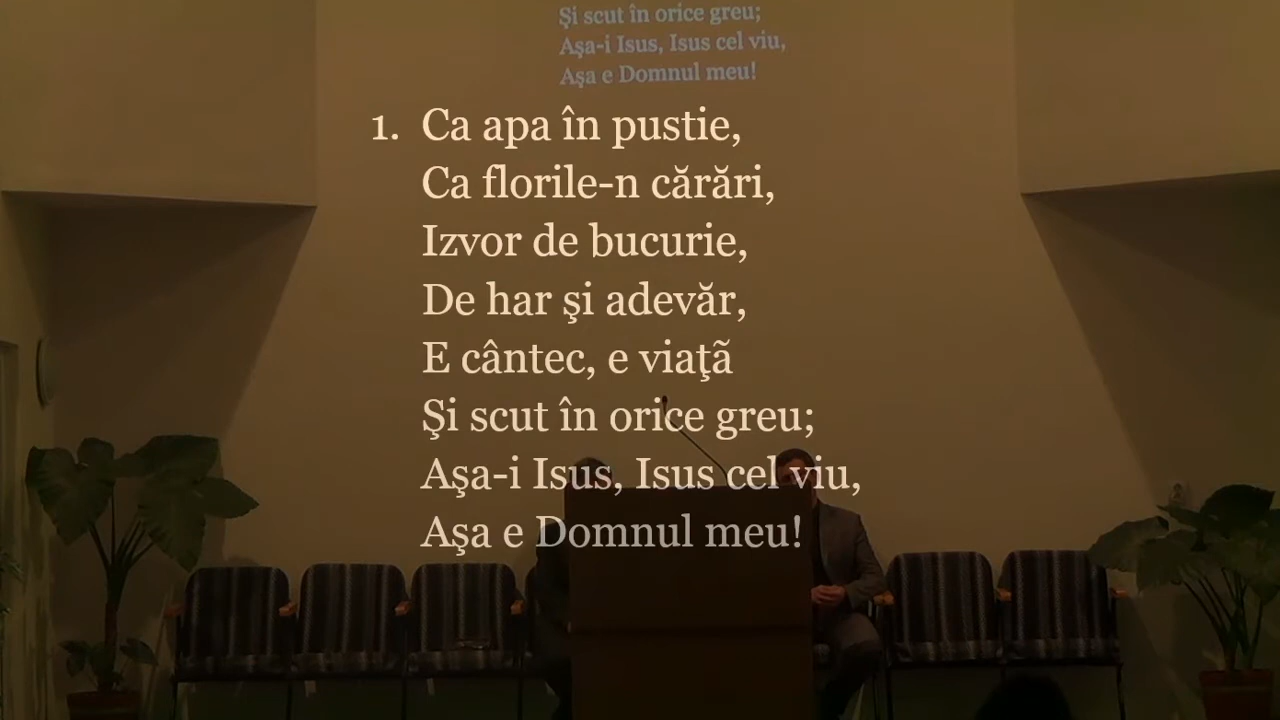 Şi scut în orice greu;
Aşa-i Isus, Isus cel viu,
Aşa e Domnul meu!
1. Ca apa în pustie,
Ca florile-n cărări,
Izvor de bucurie,
De har şi adevăr,
E cântec, e viaţã
Şi scut în orice greu;
Aşa-i Isus, Isus cel viu,
Aşa e Domnul meu!